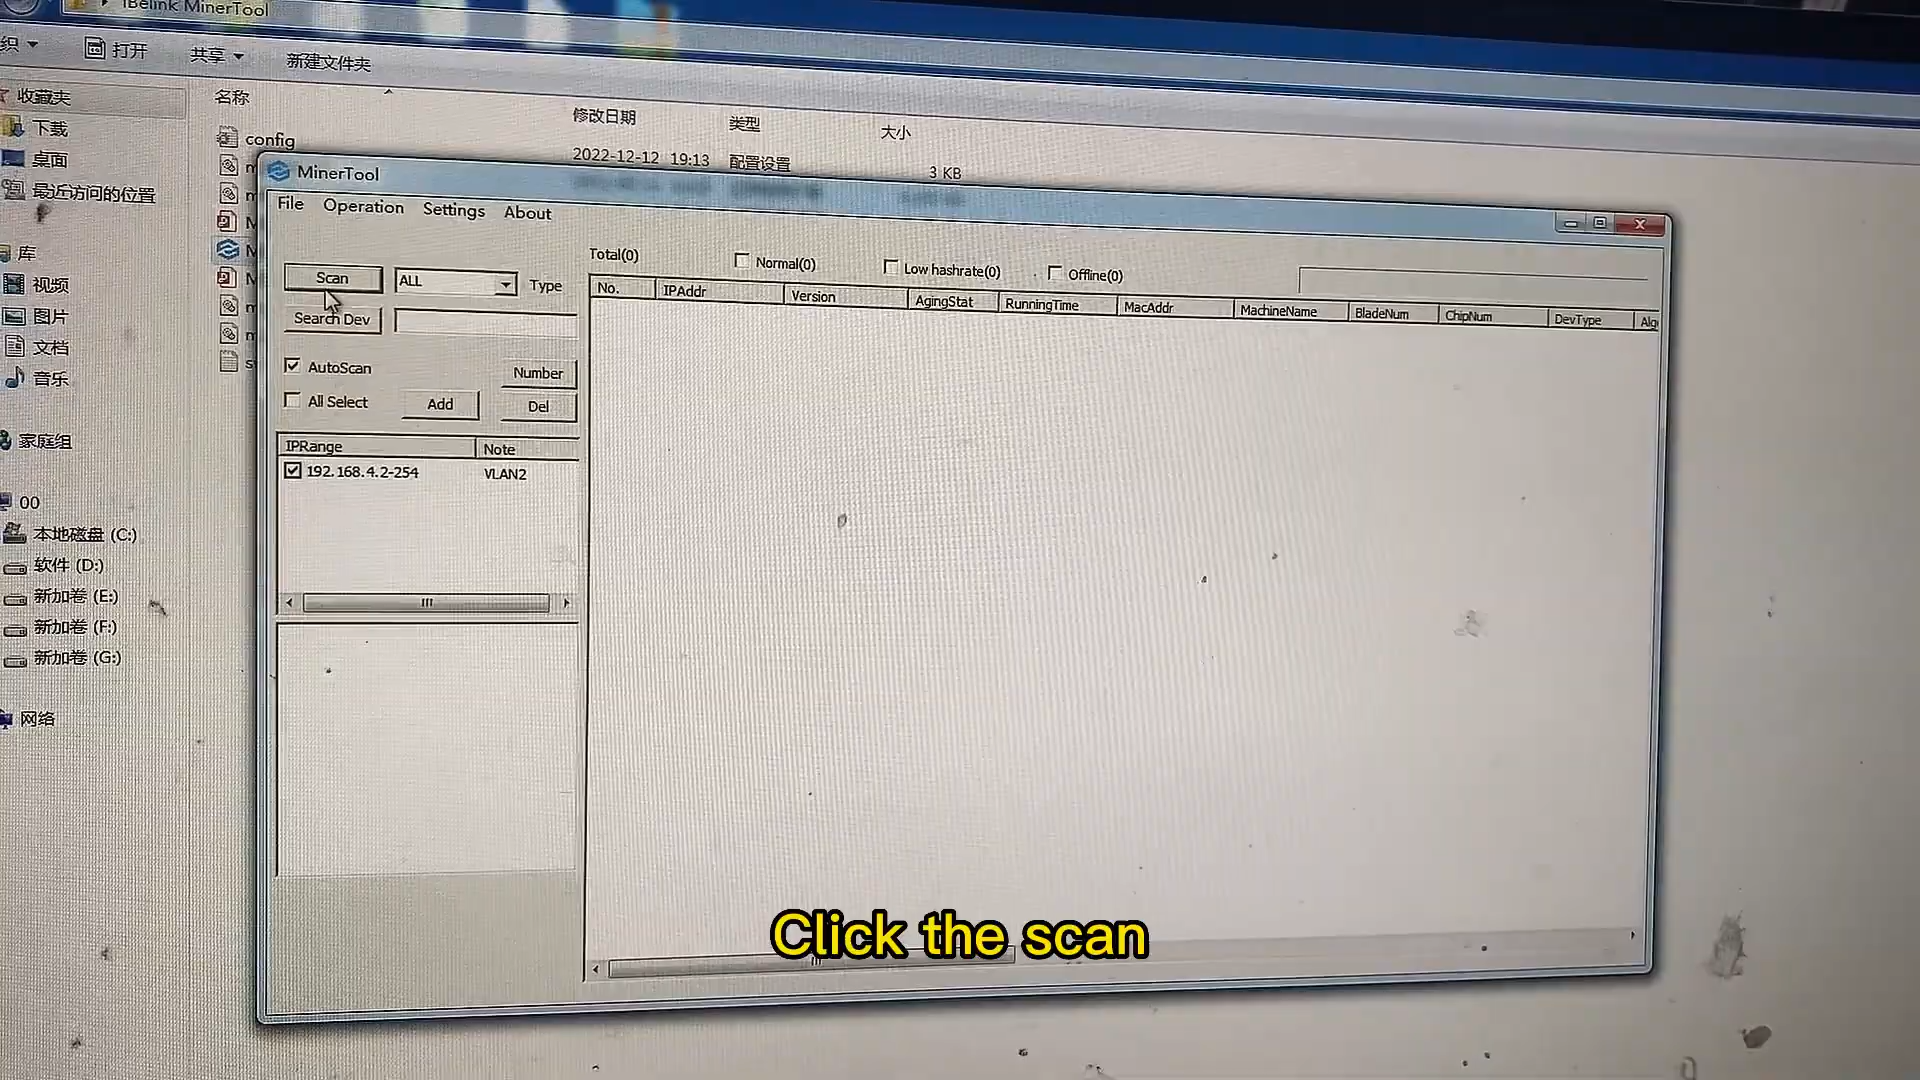 iBelink MinerTool
织 打开 共享 新建文件夹
收藏夹
下载
桌面
最近访问的位置
库
视频
图片
文档
音乐
家庭组
00
本地磁盘 (C:)
软件 (D:)
新加卷 (E:)
新加卷 (F:)
新加卷 (G:)
网络
名称 修改日期 类型 大小
config 2022-12-12 19:13 配置设置 3 KB
MinerTool
File Operation Settings About
Scan ALL Type
Search Dev
AutoScan Number
All Select Add Del
IPRange Note
192.168.4.2-254 VLAN2
Total(0) Normal(0) Low hashrate(0) Offline(0)
No. IPAddr Version AgingStat RunningTime MacAddr MachineName BladeNum ChipNum DevType Alg
Click the scan